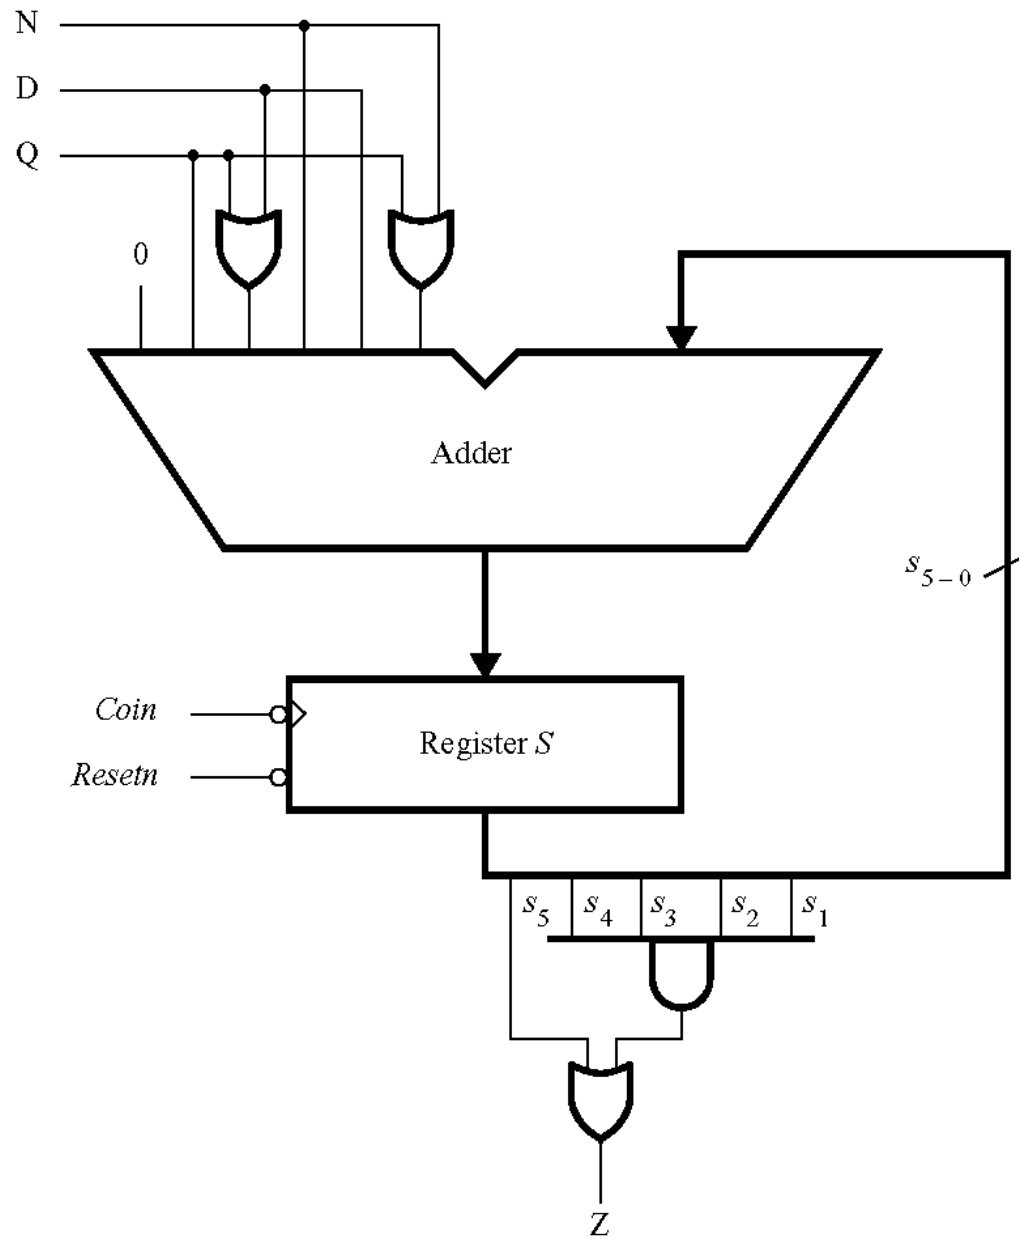 N
D
Q
0
Adder
s5–0
Coin
Register S
Resetn
s5 s4 s3 s2 s1
Z